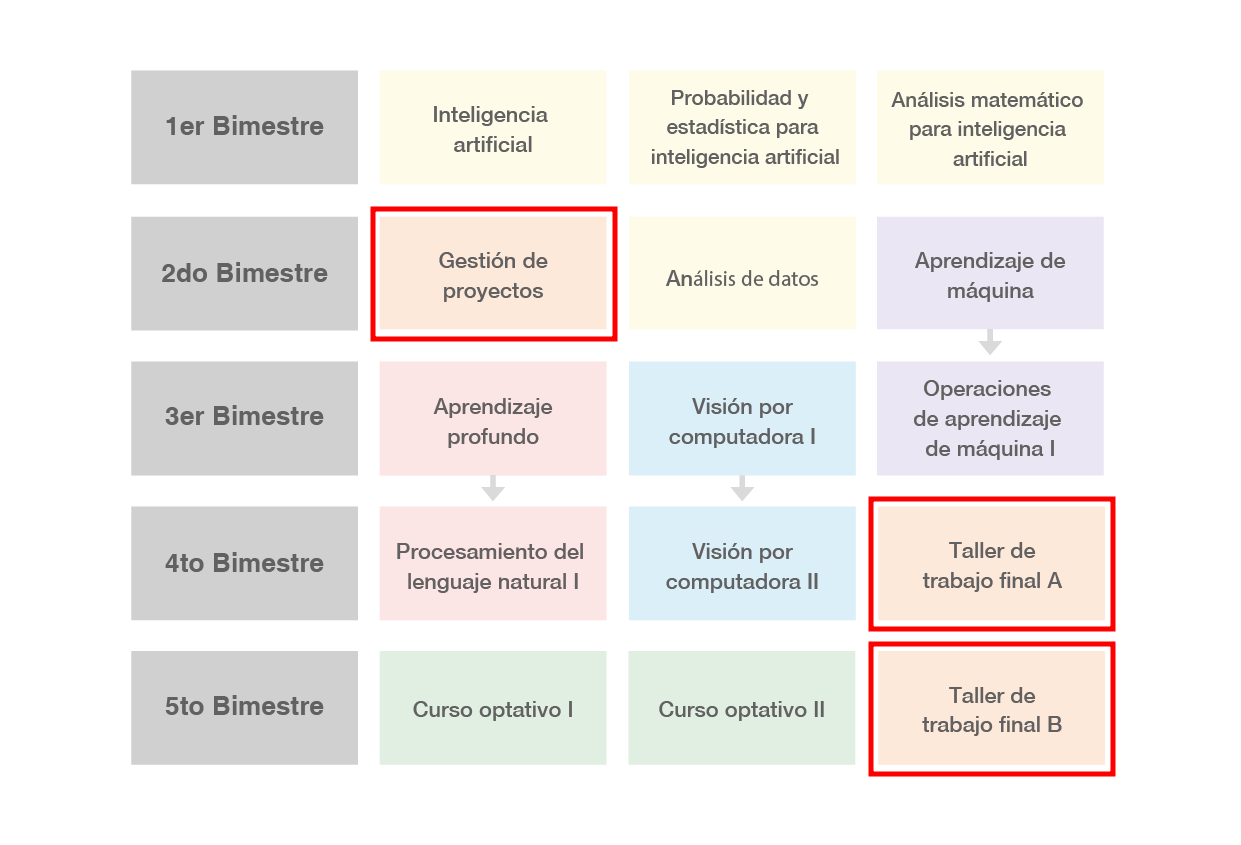 1er Bimestre
Inteligencia
artificial
Probabilidad y
estadística para
inteligencia artificial
Análisis matemático
para inteligencia
artificial
2do Bimestre
Gestión de
proyectos
Análisis de datos
Aprendizaje de
máquina
3er Bimestre
Aprendizaje
profundo
Visión por
computadora I
Operaciones
de aprendizaje
de máquina I
4to Bimestre
Procesamiento del
lenguaje natural I
Visión por
computadora II
Taller de
trabajo final A
5to Bimestre
Curso optativo I
Curso optativo II
Taller de
trabajo final B